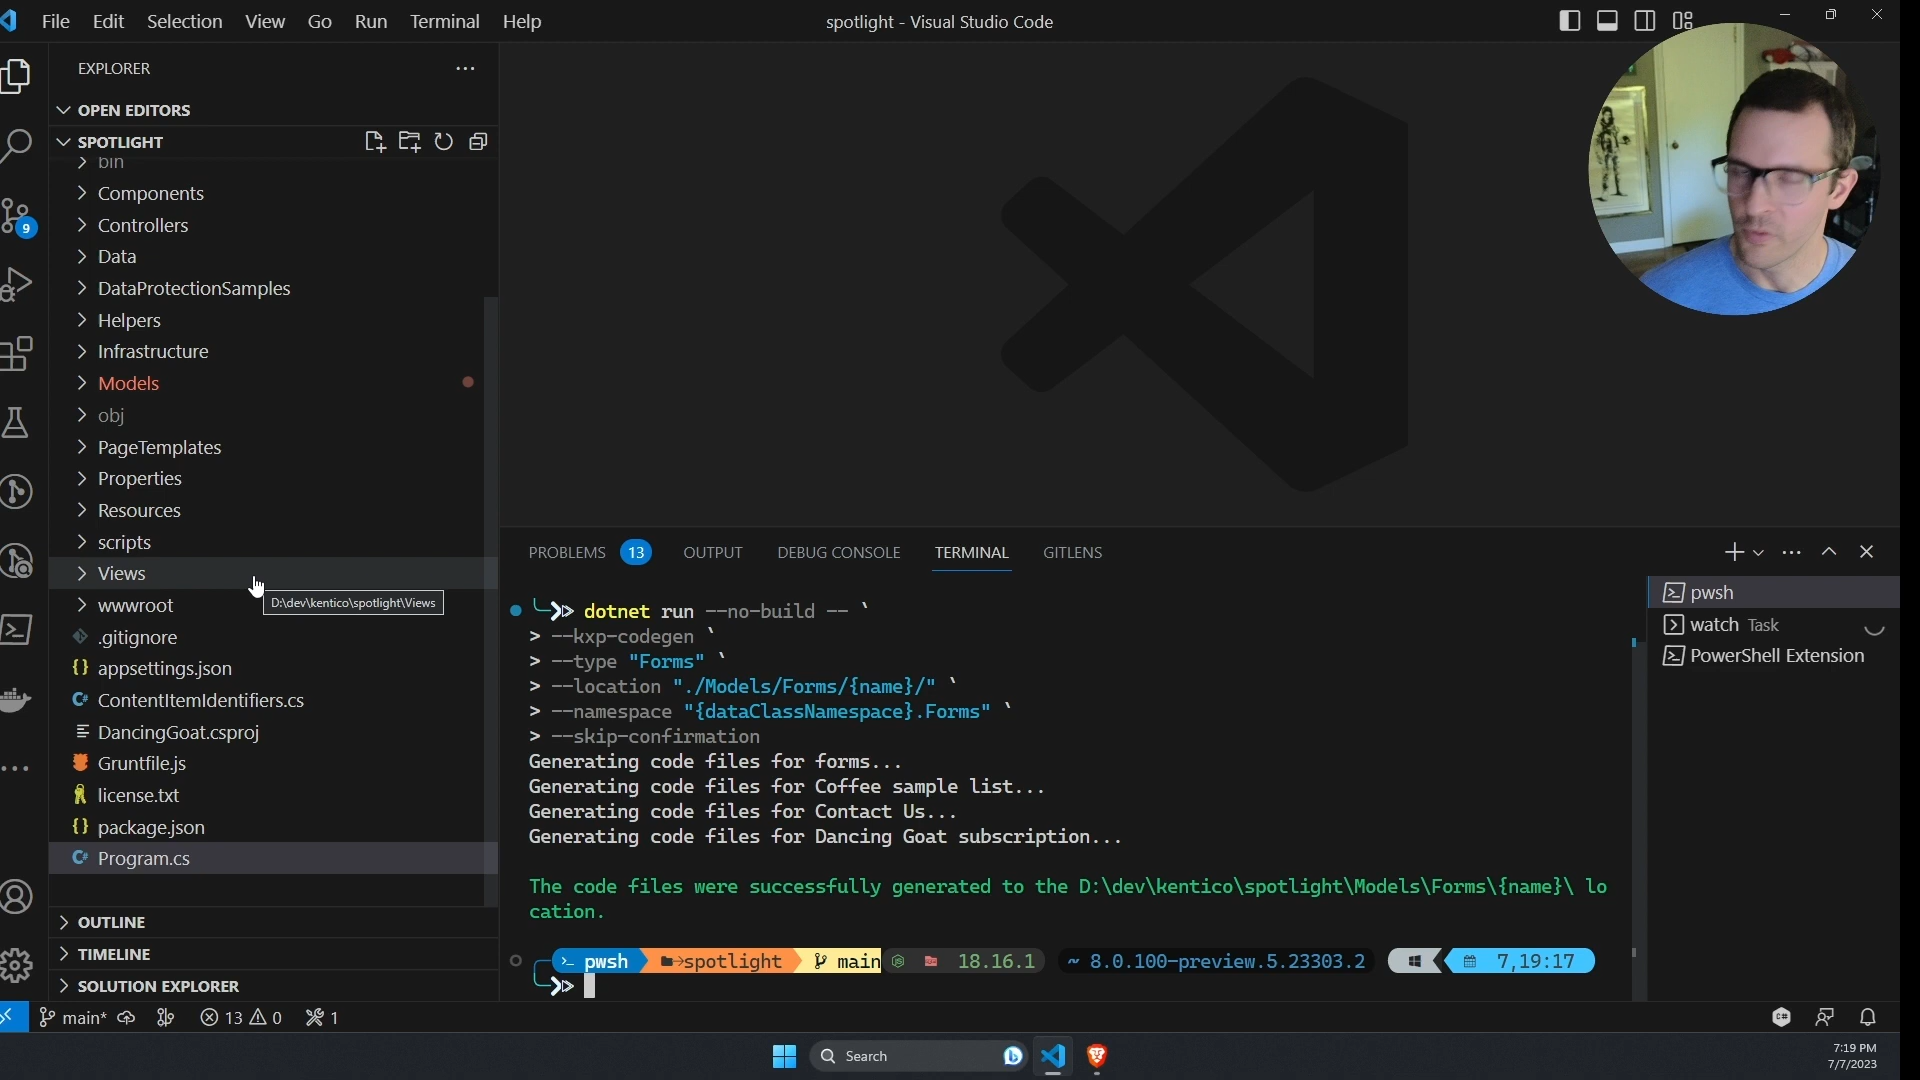 File Edit Selection View Go Run Terminal Help
spotlight - Visual Studio Code
EXPLORER
OPEN EDITORS
SPOTLIGHT
bin
Components
Controllers
Data
DataProtectionSamples
Helpers
Infrastructure
Models
obj
PageTemplates
Properties
Resources
scripts
Views
D:\dev\kentico\spotlight\Views
wwwroot
.gitignore
{} appsettings.json
C# ContentItemIdentifiers.cs
DancingGoat.csproj
Gruntfile.js
license.txt
{} package.json
C# Program.cs
OUTLINE
TIMELINE
SOLUTION EXPLORER
9
PROBLEMS 13 OUTPUT DEBUG CONSOLE TERMINAL GITLENS
dotnet run --no-build -- `
> --kxp-codegen `
> --type "Forms" `
> --location "./Models/Forms/{name}/" `
> --namespace "{dataClassNamespace}.Forms" `
> --skip-confirmation
Generating code files for forms...
Generating code files for Coffee sample list...
Generating code files for Contact Us...
Generating code files for Dancing Goat subscription...
The code files were successfully generated to the D:\dev\kentico\spotlight\Models\Forms\{name}\ lo
cation.
pwsh spotlight main 18.16.1 8.0.100-preview.5.23303.2 7,19:17
pwsh
watch Task
PowerShell Extension
main* 13 0 1
Search
7:19 PM
7/7/2023